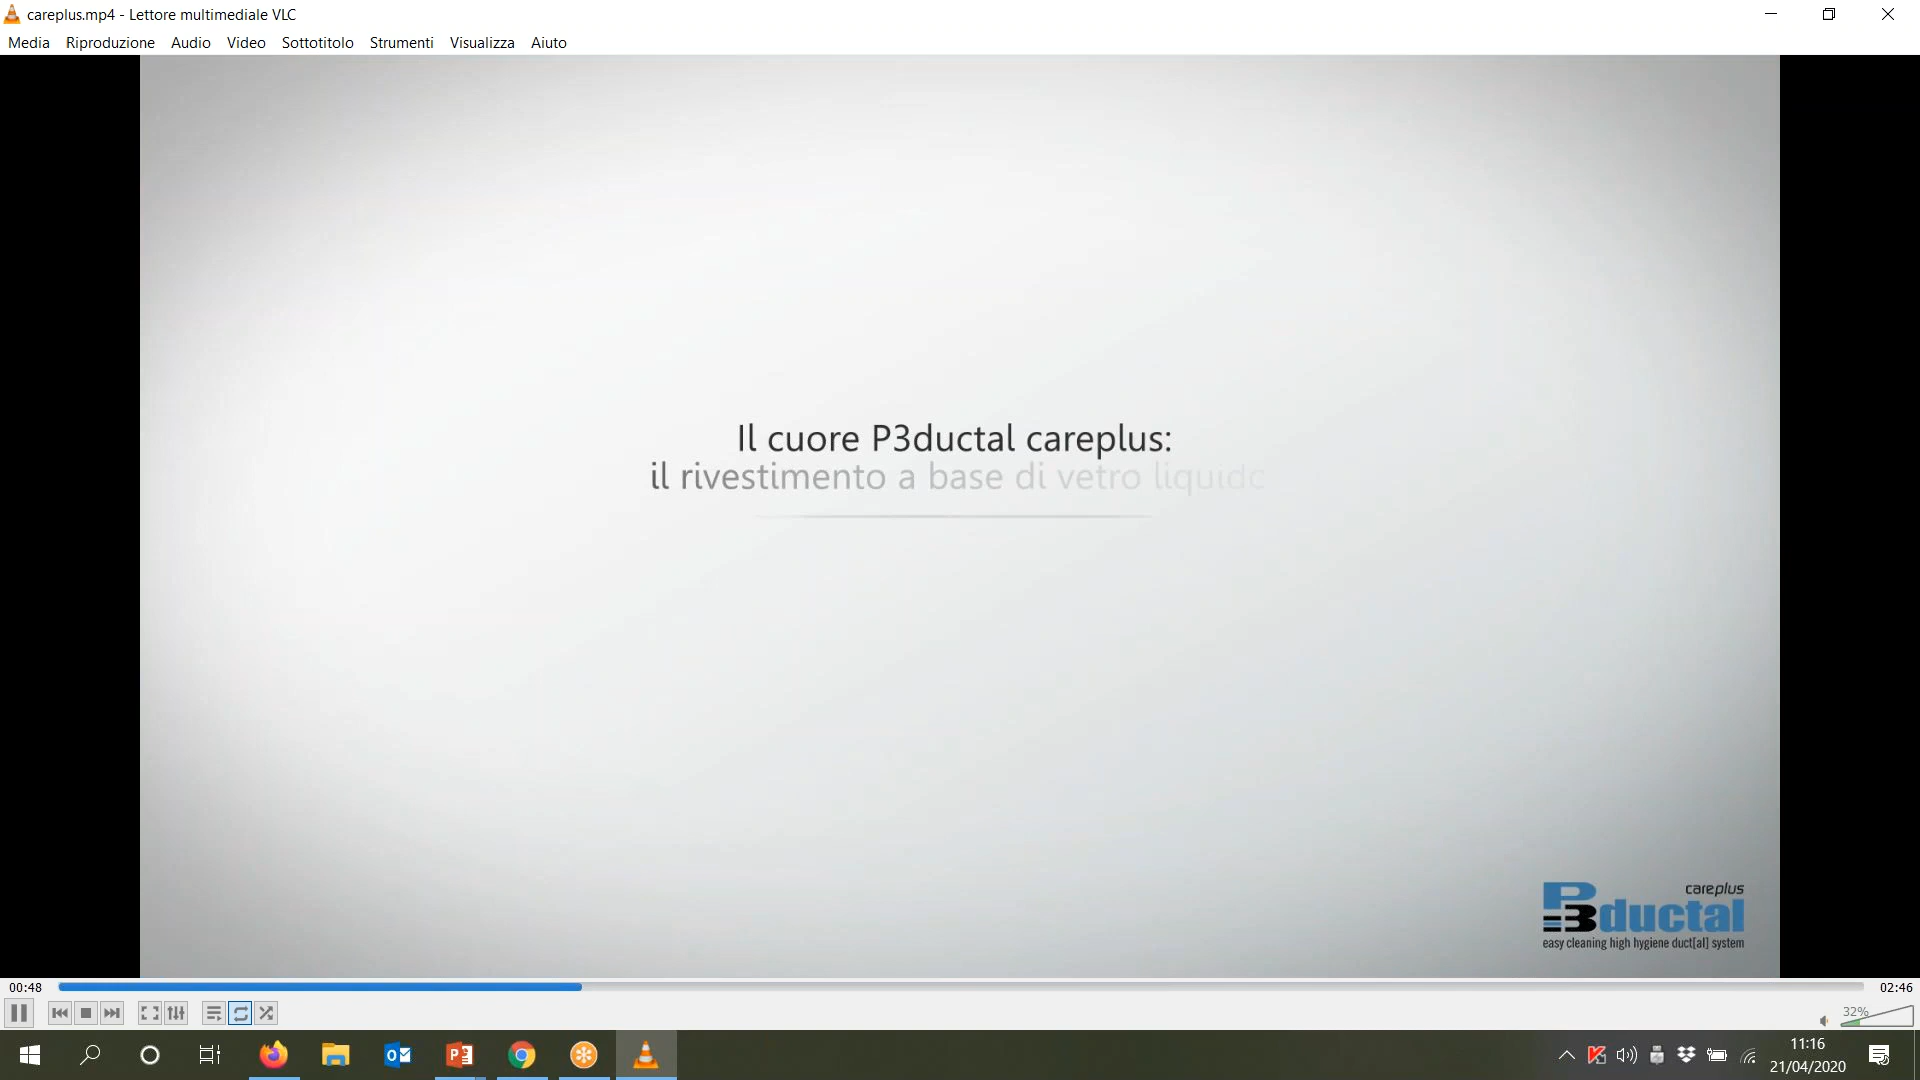 careplus.mp4 - Lettore multimediale VLC
Media Riproduzione Audio Video Sottotitolo Strumenti Visualizza Aiuto
Il cuore P3ductal careplus:
il rivestimento a base di vetro liquido
careplus
P3ductal
easy cleaning high hygiene duct[al] system
00:48
02:46
32%
11:16
21/04/2020